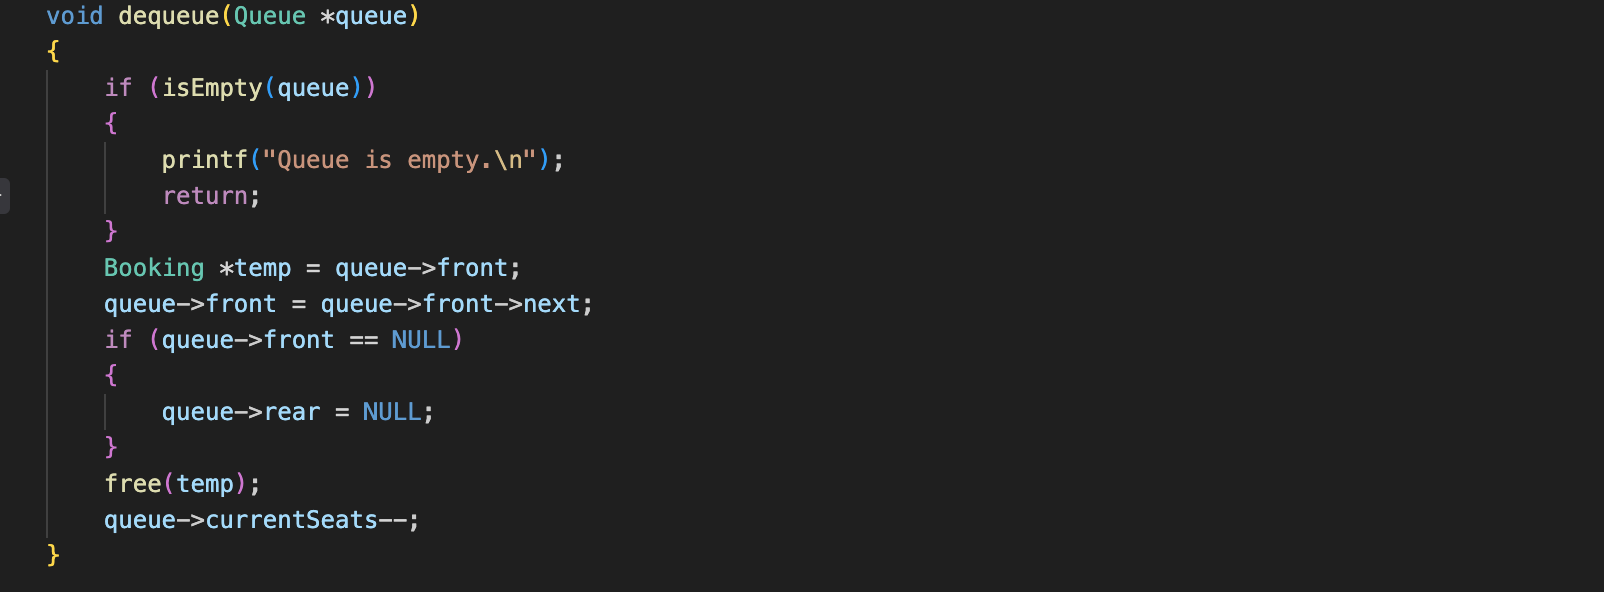 void dequeue(Queue *queue)
{
    if (isEmpty(queue))
    {
        printf("Queue is empty.\n");
        return;
    }
    Booking *temp = queue->front;
    queue->front = queue->front->next;
    if (queue->front == NULL)
    {
        queue->rear = NULL;
    }
    free(temp);
    queue->currentSeats--;
}